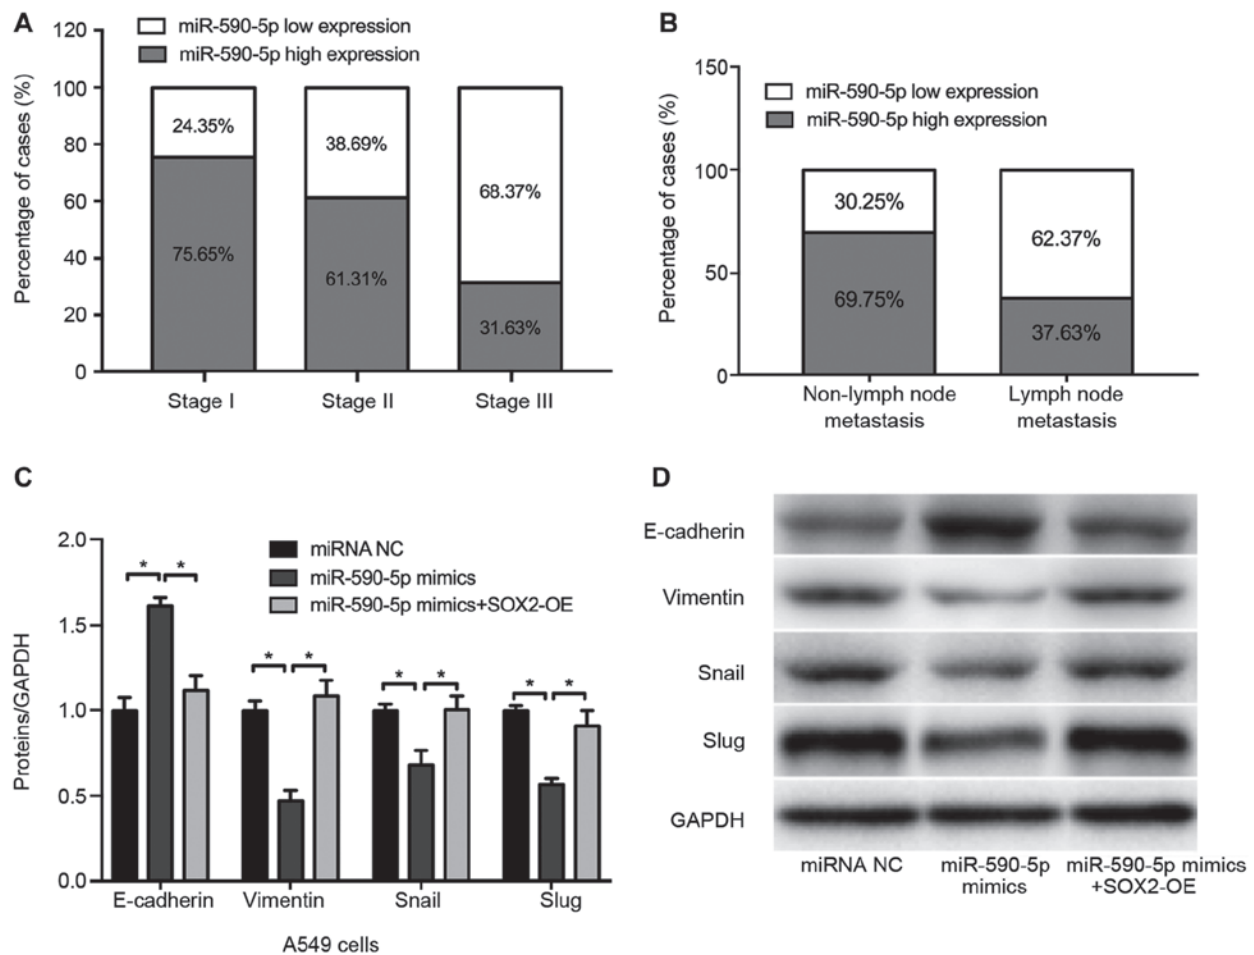 A
Percentage of cases (%)
120
100
80
60
40
20
0
miR-590-5p low expression
miR-590-5p high expression
24.35%
75.65%
38.69%
61.31%
68.37%
31.63%
Stage I
Stage II
Stage III
B
Percentage of cases (%)
150
100
50
0
miR-590-5p low expression
miR-590-5p high expression
30.25%
69.75%
62.37%
37.63%
Non-lymph node
metastasis
Lymph node
metastasis
C
Proteins/GAPDH
2.0
1.5
1.0
0.5
0.0
miRNA NC
miR-590-5p mimics
miR-590-5p mimics+SOX2-OE
* *
* *
* *
* *
E-cadherin
Vimentin
Snail
Slug
A549 cells
D
E-cadherin
Vimentin
Snail
Slug
GAPDH
miRNA NC
miR-590-5p
mimics
miR-590-5p mimics
+SOX2-OE